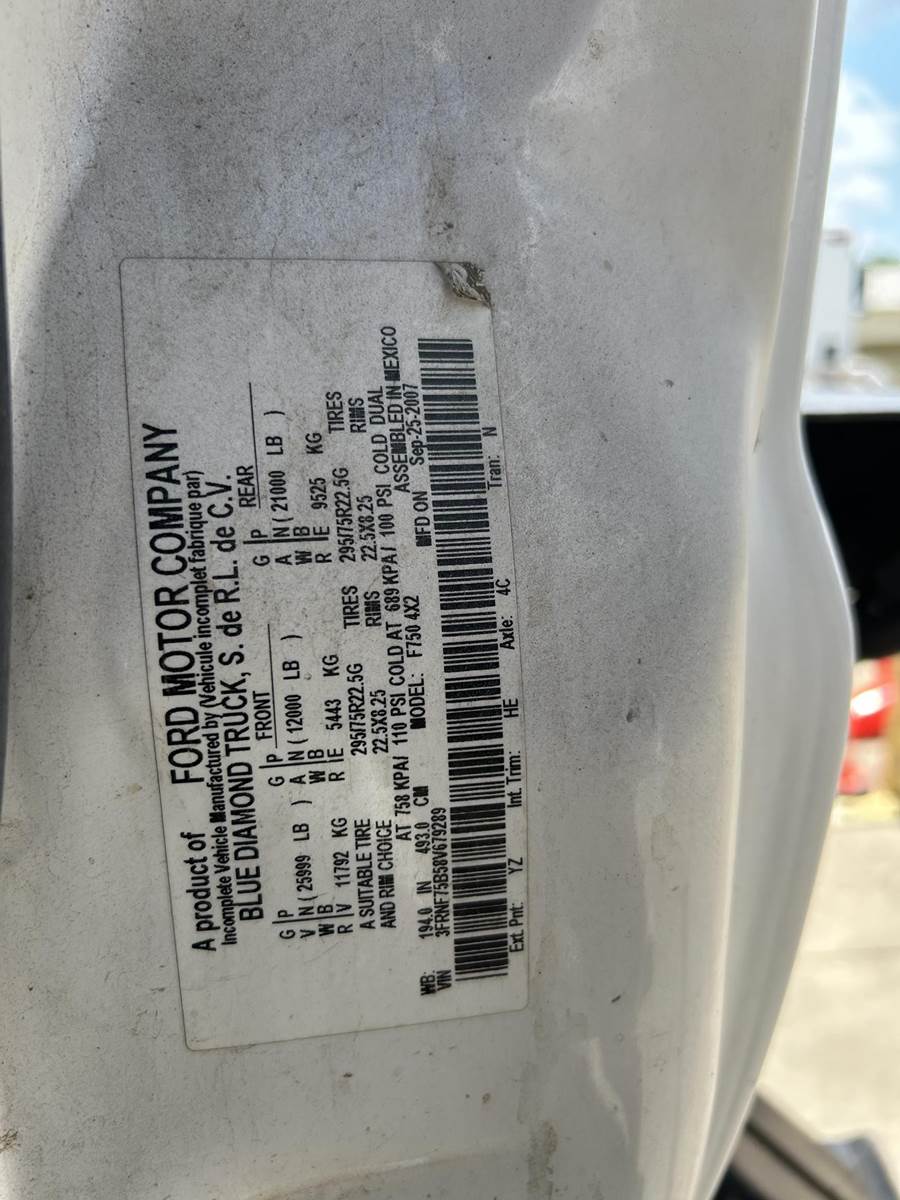 A product of FORD MOTOR COMPANY
Incomplete Vehicle Manufactured by (Vehicule incomplet fabrique par)
BLUE DIAMOND TRUCK, S. de R.L. de C.V.
FRONT REAR
G P G P G P
V N ( 25999 LB ) A N ( 12000 LB ) A N ( 21000 LB )
W B W B W B
R V 11792 KG R E 5443 KG R E 9525 KG
A SUITABLE TIRE 295/75R22.5G TIRES 295/75R22.5G TIRES
AND RIM CHOICE 22.5X8.25 RIMS 22.5X8.25 RIMS
AT 758 KPA/ 110 PSI COLD AT 689 KPA/ 100 PSI COLD DUAL
ASSEMBLED IN MEXICO
WB: 194.0 IN 493.0 CM MODEL: F750 4X2 MFD ON Sep-25-2007
VIN 3FRNF75B58V679289
Ext. Pnt: YZ Int. Trim: HE Axle: 4C Tran: N